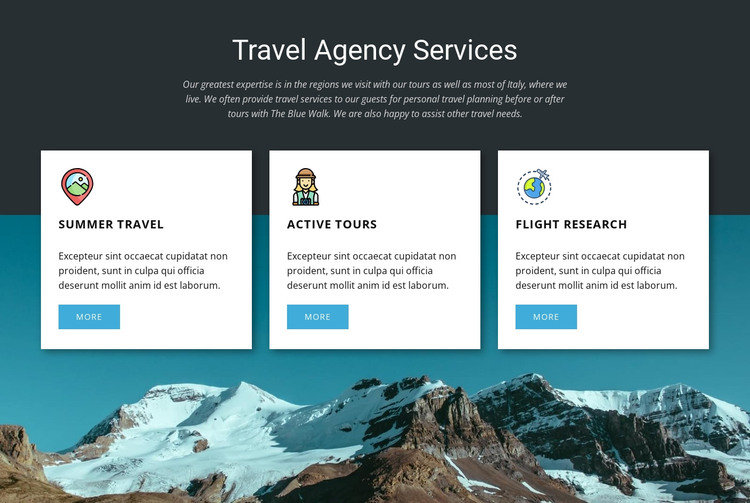 Travel Agency Services
Our greatest expertise is in the regions we visit with our tours as well as most of Italy, where we
live. We often provide travel services to our guests for personal travel planning before or after
tours with The Blue Walk. We are also happy to assist other travel needs.
SUMMER TRAVEL
Excepteur sint occaecat cupidatat non
proident, sunt in culpa qui officia
deserunt mollit anim id est laborum.
MORE
ACTIVE TOURS
Excepteur sint occaecat cupidatat non
proident, sunt in culpa qui officia
deserunt mollit anim id est laborum.
MORE
FLIGHT RESEARCH
Excepteur sint occaecat cupidatat non
proident, sunt in culpa qui officia
deserunt mollit anim id est laborum.
MORE